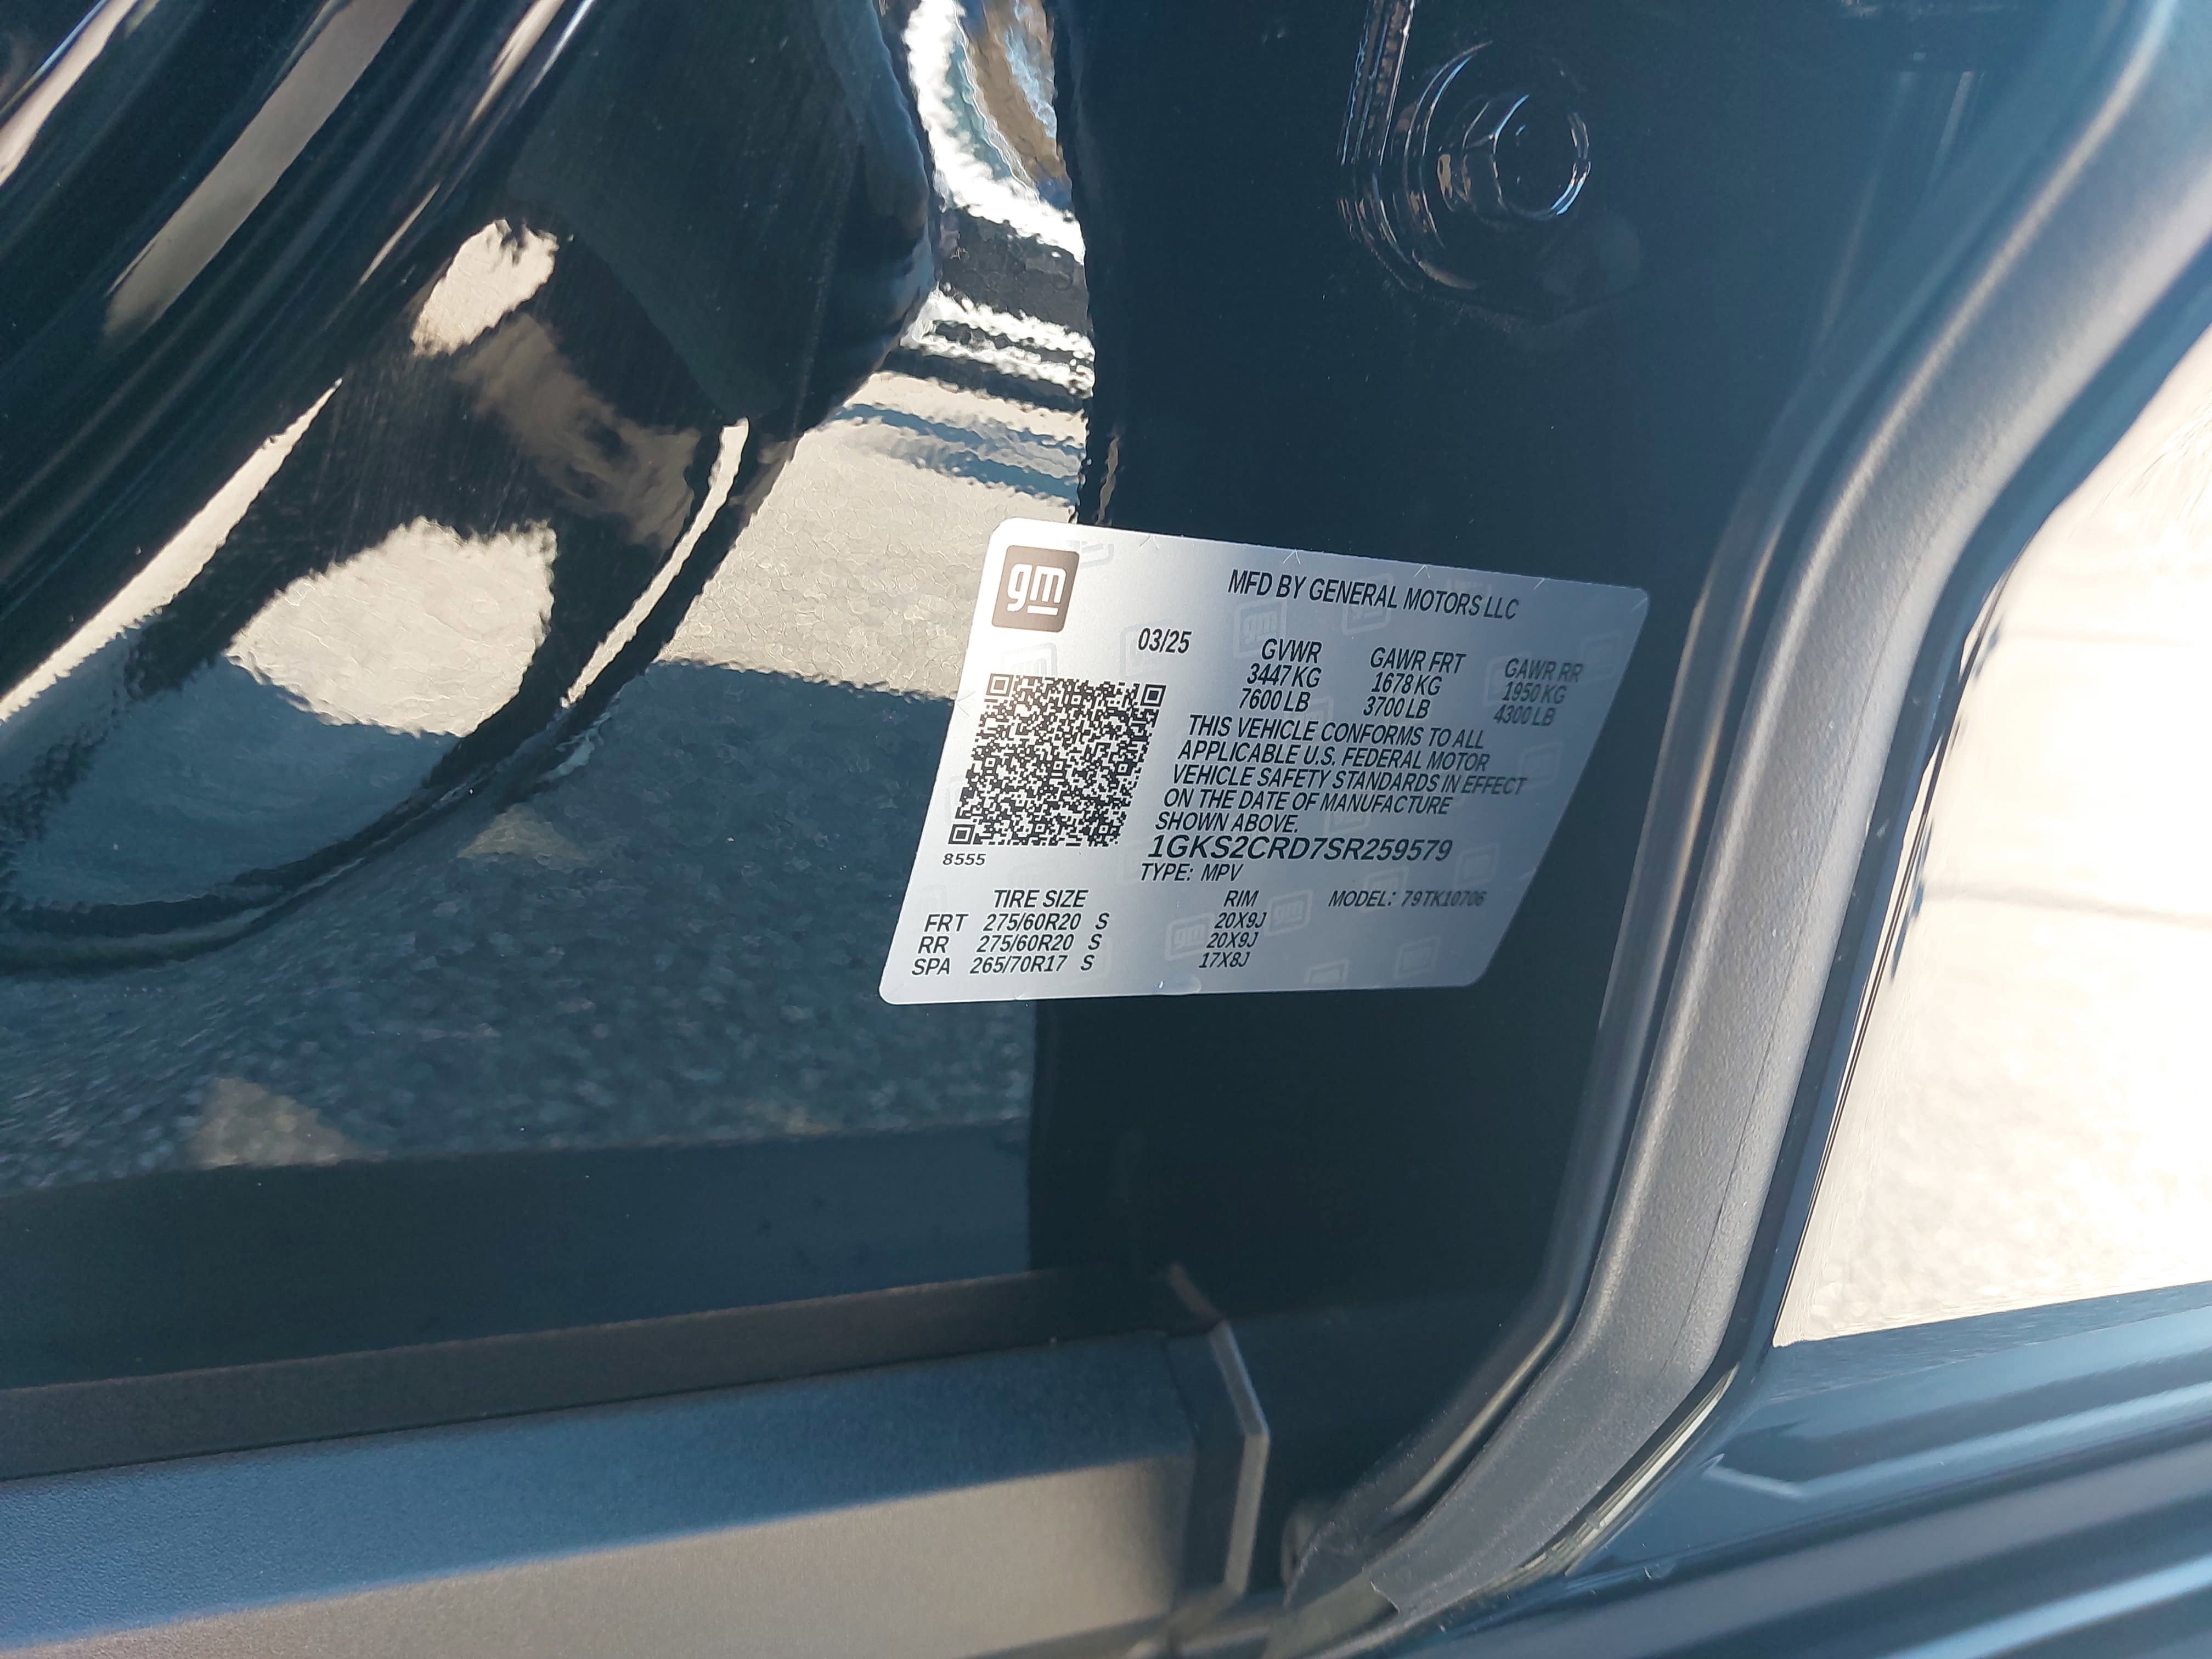 gm
MFD BY GENERAL MOTORS LLC
03/25 GVWR GAWR FRT GAWR RR
3447 KG 1678 KG 1950 KG
7600 LB 3700 LB 4300 LB
THIS VEHICLE CONFORMS TO ALL
APPLICABLE U.S. FEDERAL MOTOR
VEHICLE SAFETY STANDARDS IN EFFECT
ON THE DATE OF MANUFACTURE
SHOWN ABOVE.
1GKS2CRD7SR259579
8555
TYPE: MPV
TIRE SIZE RIM MODEL: 79TK10706
FRT 275/60R20 S 20X9J
RR 275/60R20 S 20X9J
SPA 265/70R17 S 17X8J